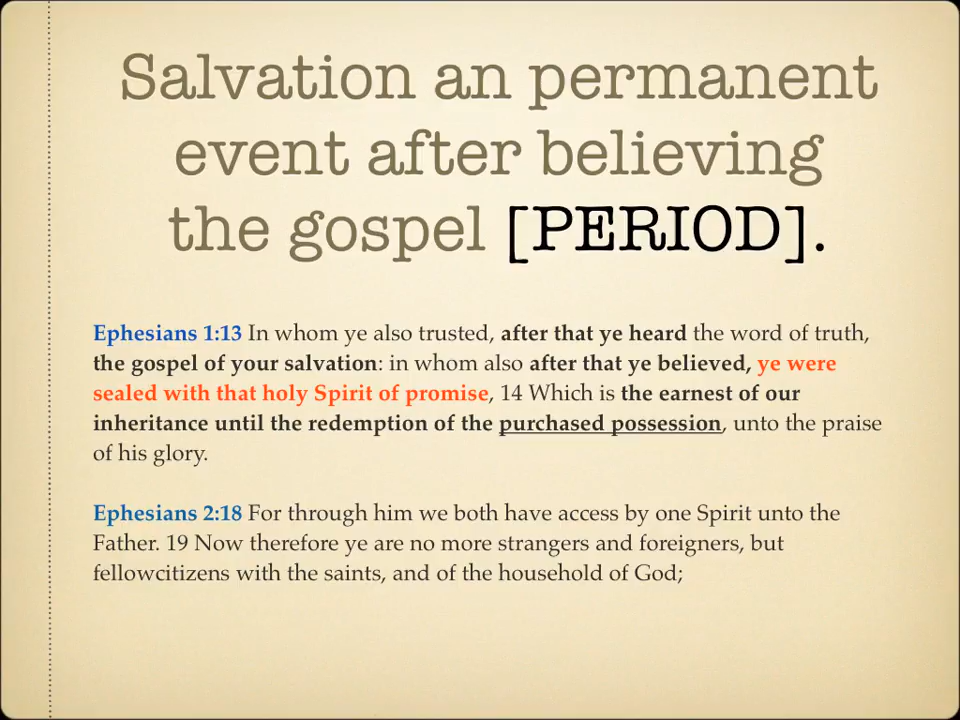 Salvation an permanent
event after believing
the gospel [PERIOD].
Ephesians 1:13 In whom ye also trusted, after that ye heard the word of truth,
the gospel of your salvation: in whom also after that ye believed, ye were
sealed with that holy Spirit of promise, 14 Which is the earnest of our
inheritance until the redemption of the purchased possession, unto the praise
of his glory.
Ephesians 2:18 For through him we both have access by one Spirit unto the
Father. 19 Now therefore ye are no more strangers and foreigners, but
fellowcitizens with the saints, and of the household of God;